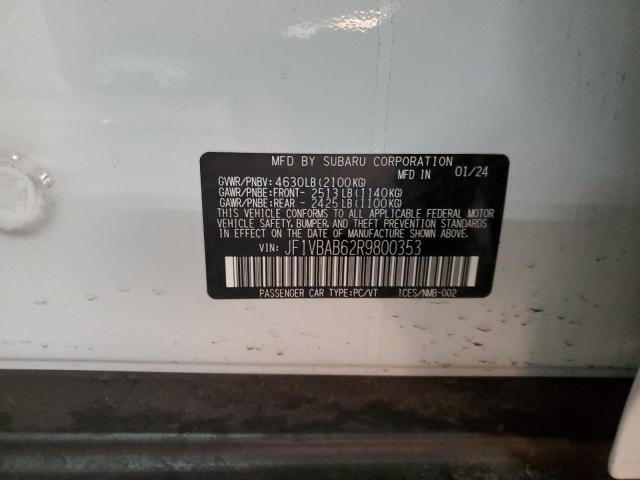 MFD BY SUBARU CORPORATION
MFD IN 01/24
GVWR/PNBV: 4630LB(2100KG)
GAWR/PNBE:FRONT- 2513LB(1140KG)
GAWR/PNBE:REAR - 2425LB(1100KG)
THIS VEHICLE CONFORMS TO ALL APPLICABLE FEDERAL MOTOR
VEHICLE SAFETY, BUMPER, AND THEFT PREVENTION STANDARDS
IN EFFECT ON THE DATE OF MANUFACTURE SHOWN ABOVE.
VIN: JF1VBAB62R9800353
PASSENGER CAR TYPE:PC/VT ICES/NMB-002